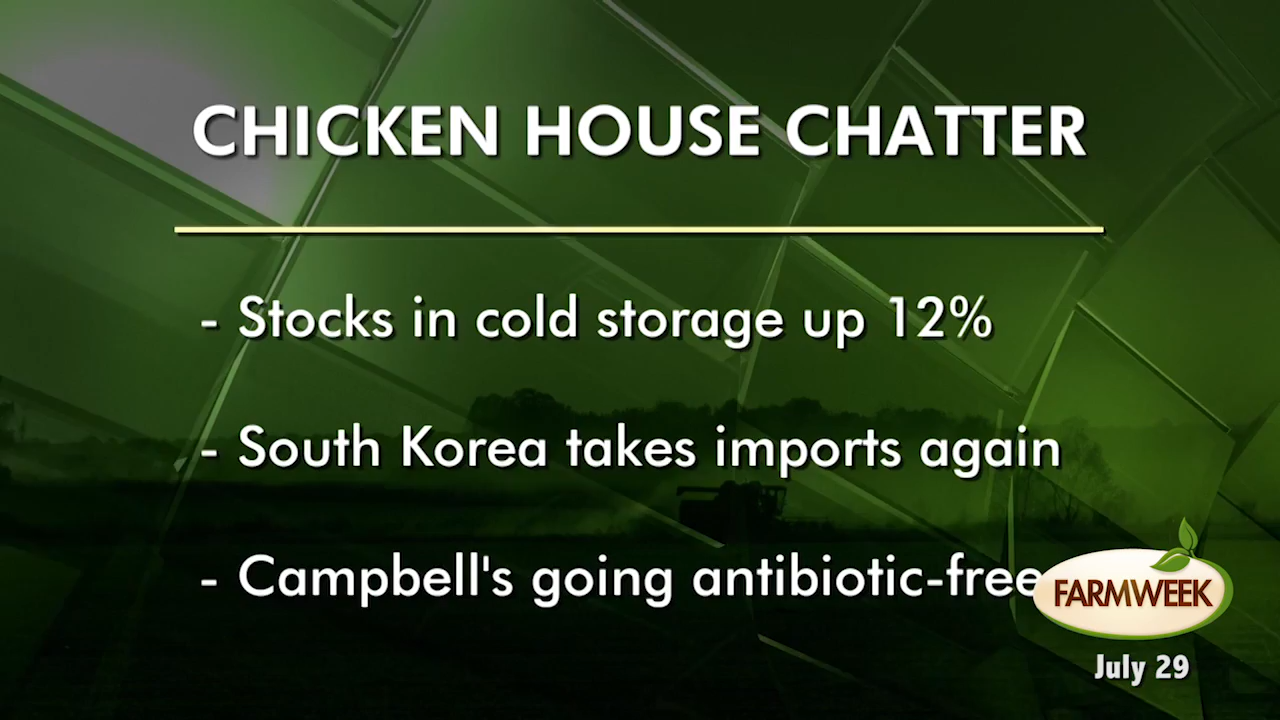 CHICKEN HOUSE CHATTER
- Stocks in cold storage up 12%
- South Korea takes imports again
- Campbell's going antibiotic-free
FARMWEEK
July 29